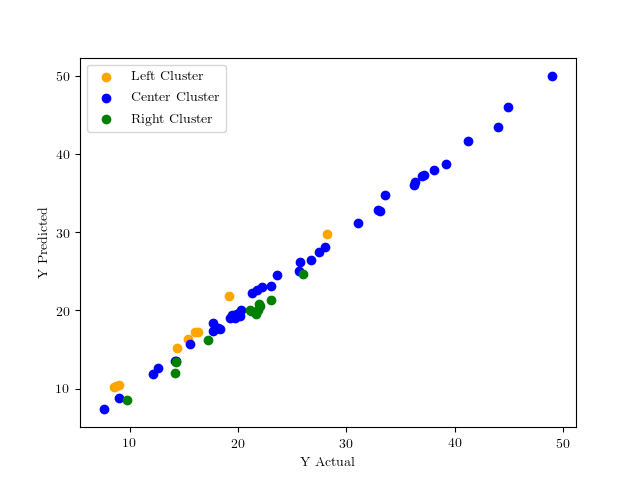 Left Cluster
Center Cluster
Right Cluster
50
40
30
20
10
Y Predicted
10 20 30 40 50
Y Actual